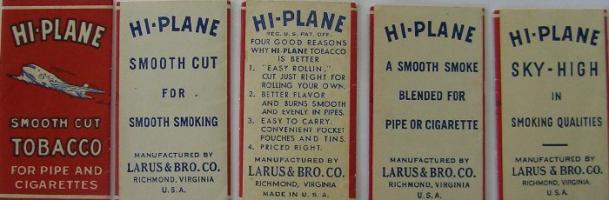 HI-PLANE
SMOOTH CUT
TOBACCO
FOR PIPE AND
CIGARETTES
HI-PLANE
SMOOTH CUT
FOR
SMOOTH SMOKING
MANUFACTURED BY
LARUS & BRO. CO.
RICHMOND, VIRGINIA
U.S.A.
HI-PLANE
REG. U.S. PAT. OFF.
FOUR GOOD REASONS
WHY HI-PLANE TOBACCO
IS BETTER
1. "EASY ROLLIN,"
CUT JUST RIGHT FOR
ROLLING YOUR OWN.
2. BETTER FLAVOR
AND BURNS SMOOTH
AND EVENLY IN PIPES.
3. EASY TO CARRY.
CONVENIENT POCKET
POUCHES AND TINS.
4. PRICED RIGHT.
MANUFACTURED BY
LARUS & BRO. CO.
RICHMOND, VIRGINIA
MADE IN U.S.A.
HI-PLANE
A SMOOTH SMOKE
BLENDED FOR
PIPE OR CIGARETTE
MANUFACTURED BY
LARUS & BRO. CO.
RICHMOND, VIRGINIA
U.S.A.
HI-PLANE
SKY-HIGH
IN
SMOKING QUALITIES
MANUFACTURED BY
LARUS & BRO. CO.
RICHMOND, VIRGINIA
U.S.A.